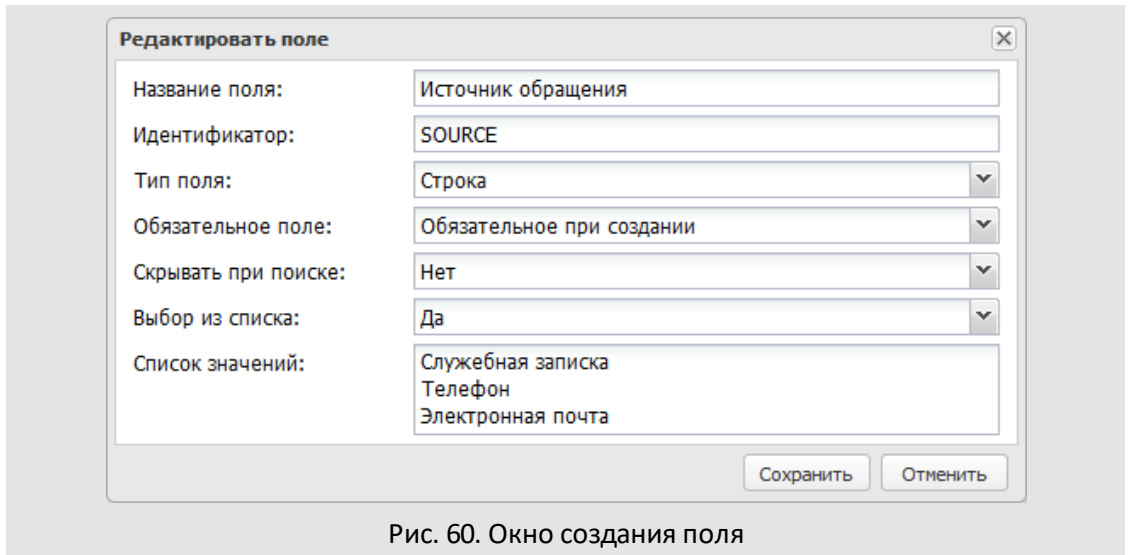 Редактировать поле
Название поля: Источник обращения
Идентификатор: SOURCE
Тип поля: Строка
Обязательное поле: Обязательное при создании
Скрывать при поиске: Нет
Выбор из списка: Да
Список значений: Служебная записка
Телефон
Электронная почта
Сохранить Отменить
Рис. 60. Окно создания поля